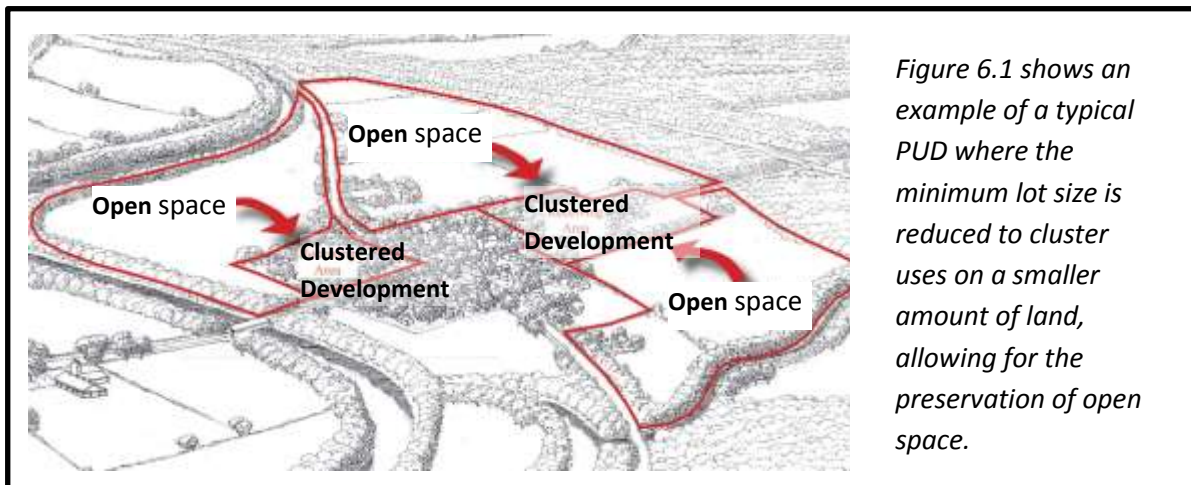 Open space
Open space
Clustered
Development
Clustered
Development
Open space
Area
Figure 6.1 shows an
example of a typical
PUD where the
minimum lot size is
reduced to cluster
uses on a smaller
amount of land,
allowing for the
preservation of open
space.